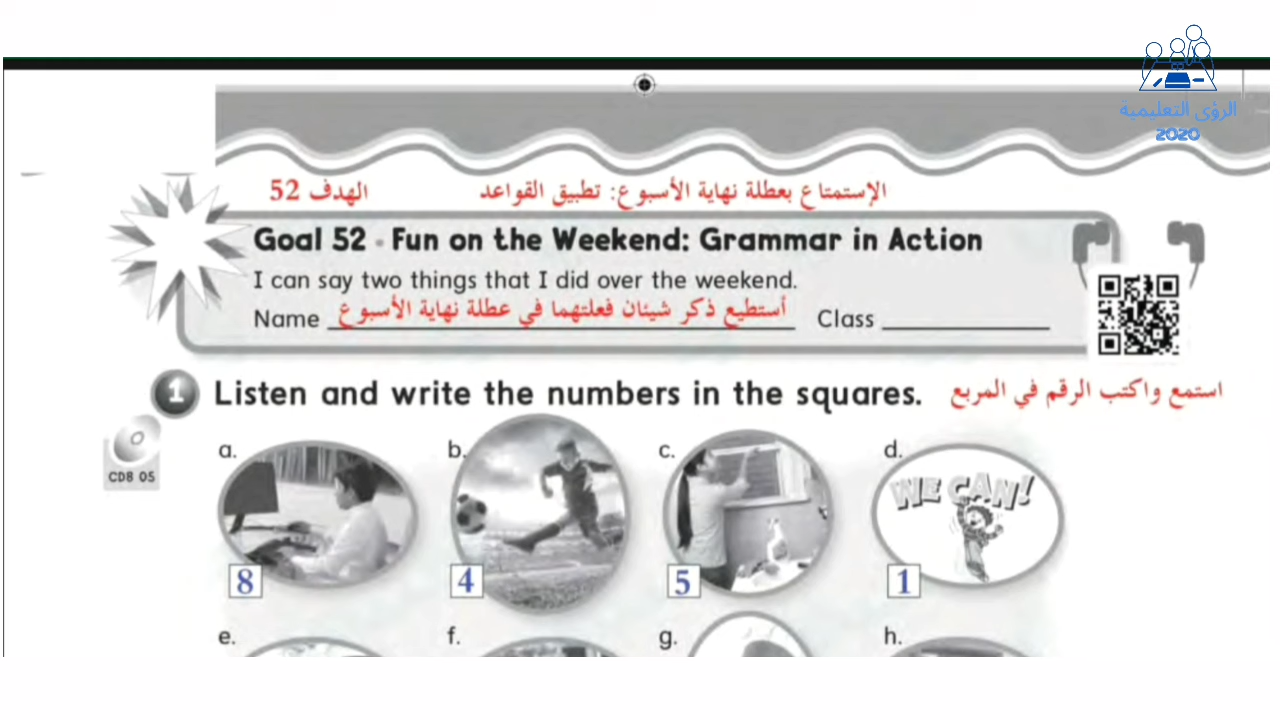 الرؤى التعليمية
2020
الهدف 52 الإستمتاع بعطلة نهاية الأسبوع: تطبيق القواعد
Goal 52 • Fun on the Weekend: Grammar in Action
I can say two things that I did over the weekend.
أستطيع ذكر شيئان فعلتهما في عطلة نهاية الأسبوع
Name Class
1 Listen and write the numbers in the squares. استمع واكتب الرقم في المربع
CD8 05
a. b. c. d.
WE CAN!
8 4 5 1
e. f. g. h.